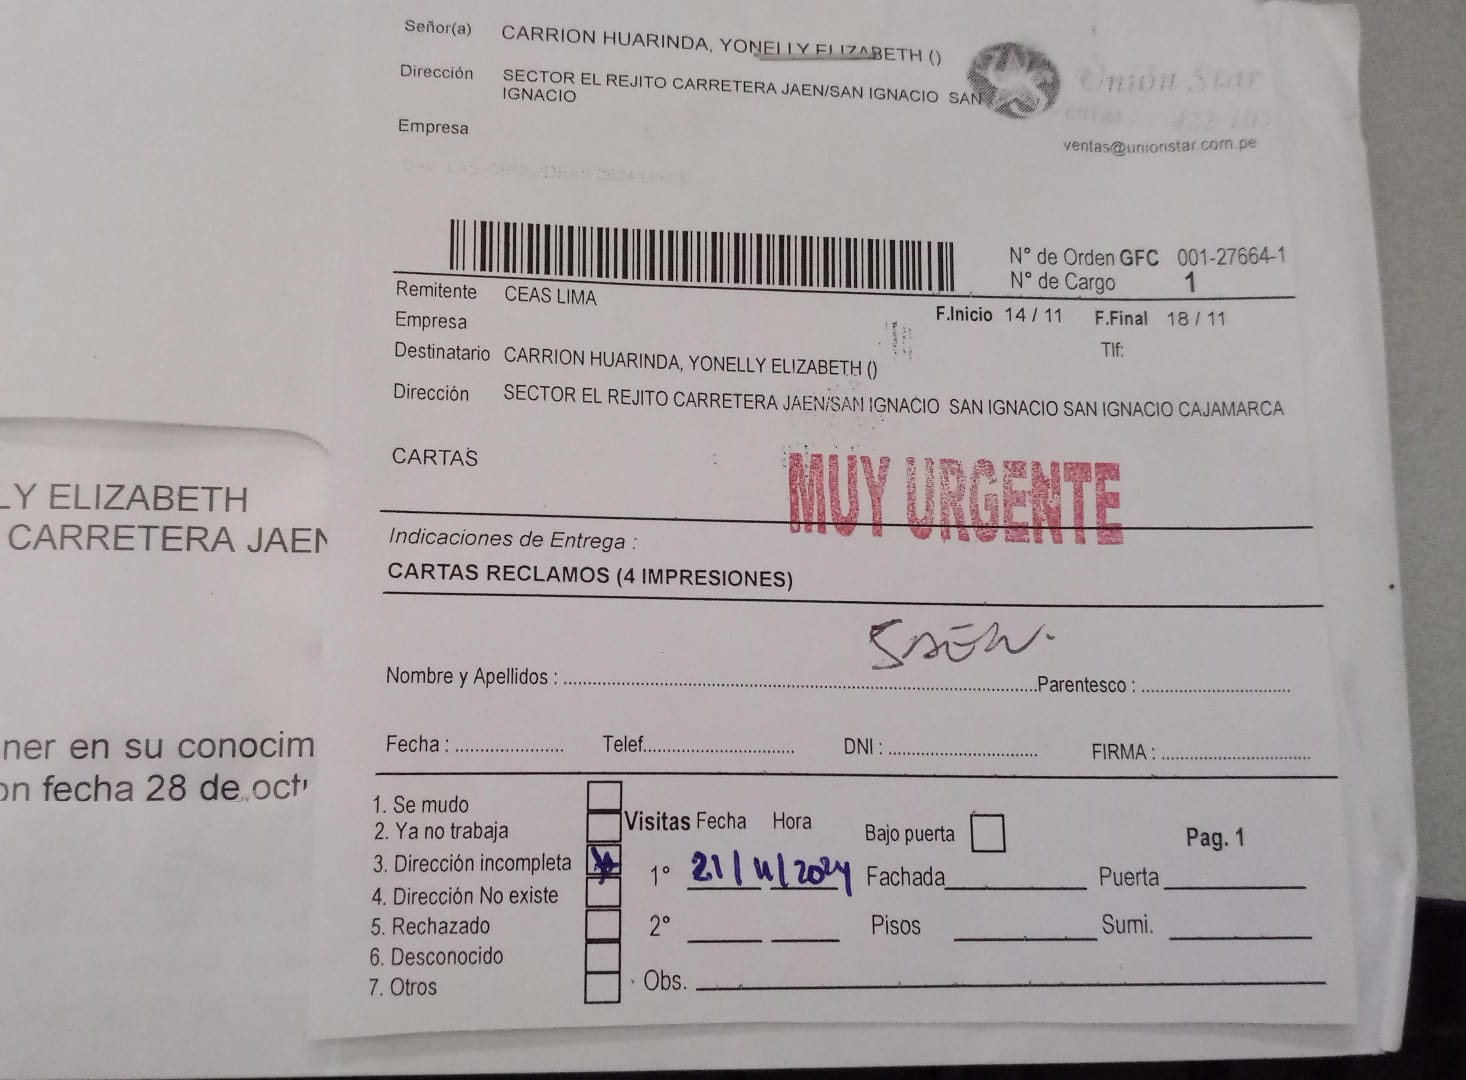 Señor(a) CARRION HUARINDA, YONELLY ELIZABETH ()
Dirección SECTOR EL REJITO CARRETERA JAEN/SAN IGNACIO SAN
IGNACIO
Unión Star
Empresa
ventas@unionstar.com.pe
N° de Orden GFC 001-27664-1
N° de Cargo 1
Remitente CEAS LIMA
F.Inicio 14 / 11 F.Final 18 / 11
Empresa
Tlf:
Destinatario CARRION HUARINDA, YONELLY ELIZABETH ()
Dirección SECTOR EL REJITO CARRETERA JAEN/SAN IGNACIO SAN IGNACIO SAN IGNACIO CAJAMARCA
CARTAS :
MUY URGENTE
LY ELIZABETH
CARRETERA JAEN
Indicaciones de Entrega :
CARTAS RECLAMOS (4 IMPRESIONES)
Nombre y Apellidos : Parentesco :
Fecha : Telef. DNI : FIRMA :
ner en su conocim
on fecha 28 de octu
1. Se mudo
2. Ya no trabaja
3. Dirección incompleta
4. Dirección No existe
5. Rechazado
6. Desconocido
7. Otros
Visitas Fecha Hora Bajo puerta Pag. 1
1° 21/11/2024 Fachada Puerta
2° Pisos Sumi.
Obs.